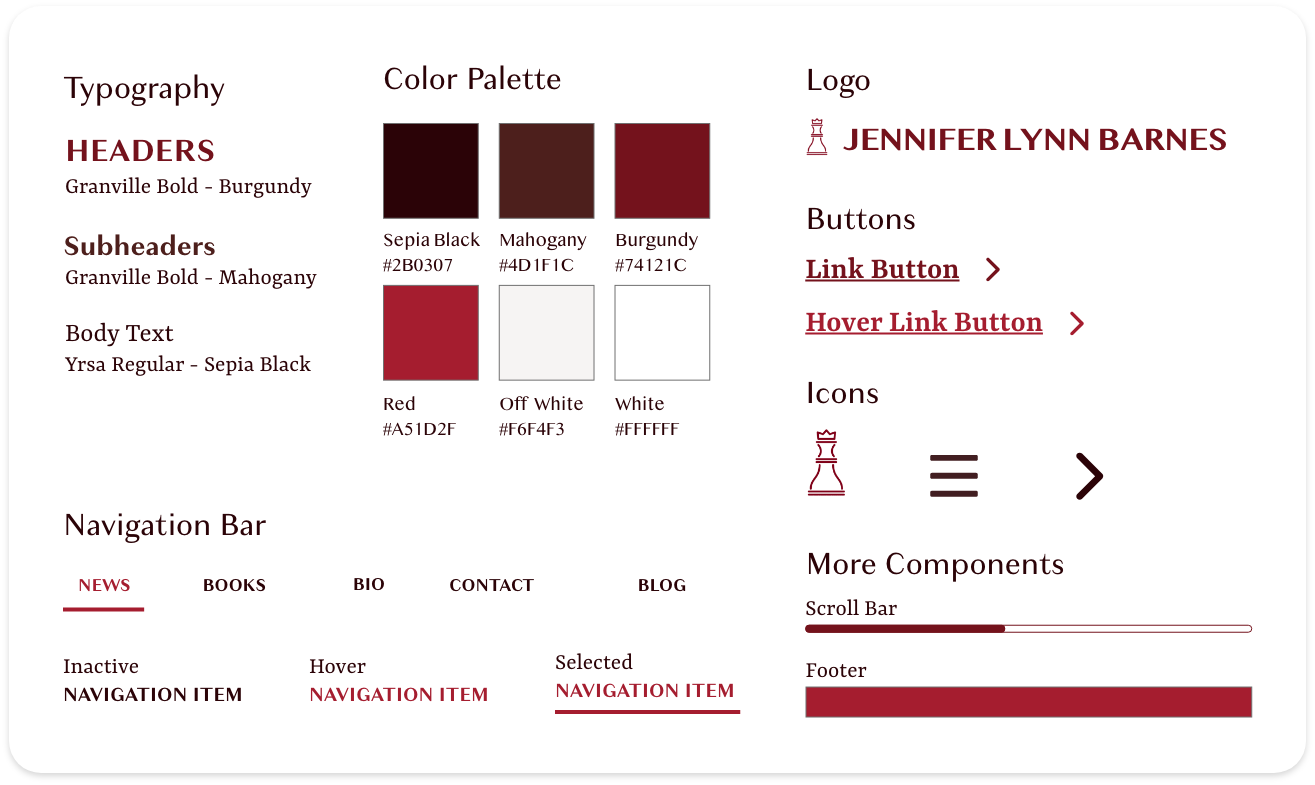 Typography
HEADERS
Granville Bold - Burgundy
Subheaders
Granville Bold - Mahogany
Body Text
Yrsa Regular - Sepia Black
Color Palette
Sepia Black
#2B0307
Mahogany
#4D1F1C
Burgundy
#74121C
Red
#A51D2F
Off White
#F6F4F3
White
#FFFFFF
Logo
JENNIFER LYNN BARNES
Buttons
Link Button
Hover Link Button
Icons
Navigation Bar
NEWS BOOKS BIO CONTACT BLOG
Inactive
NAVIGATION ITEM
Hover
NAVIGATION ITEM
Selected
NAVIGATION ITEM
More Components
Scroll Bar
Footer